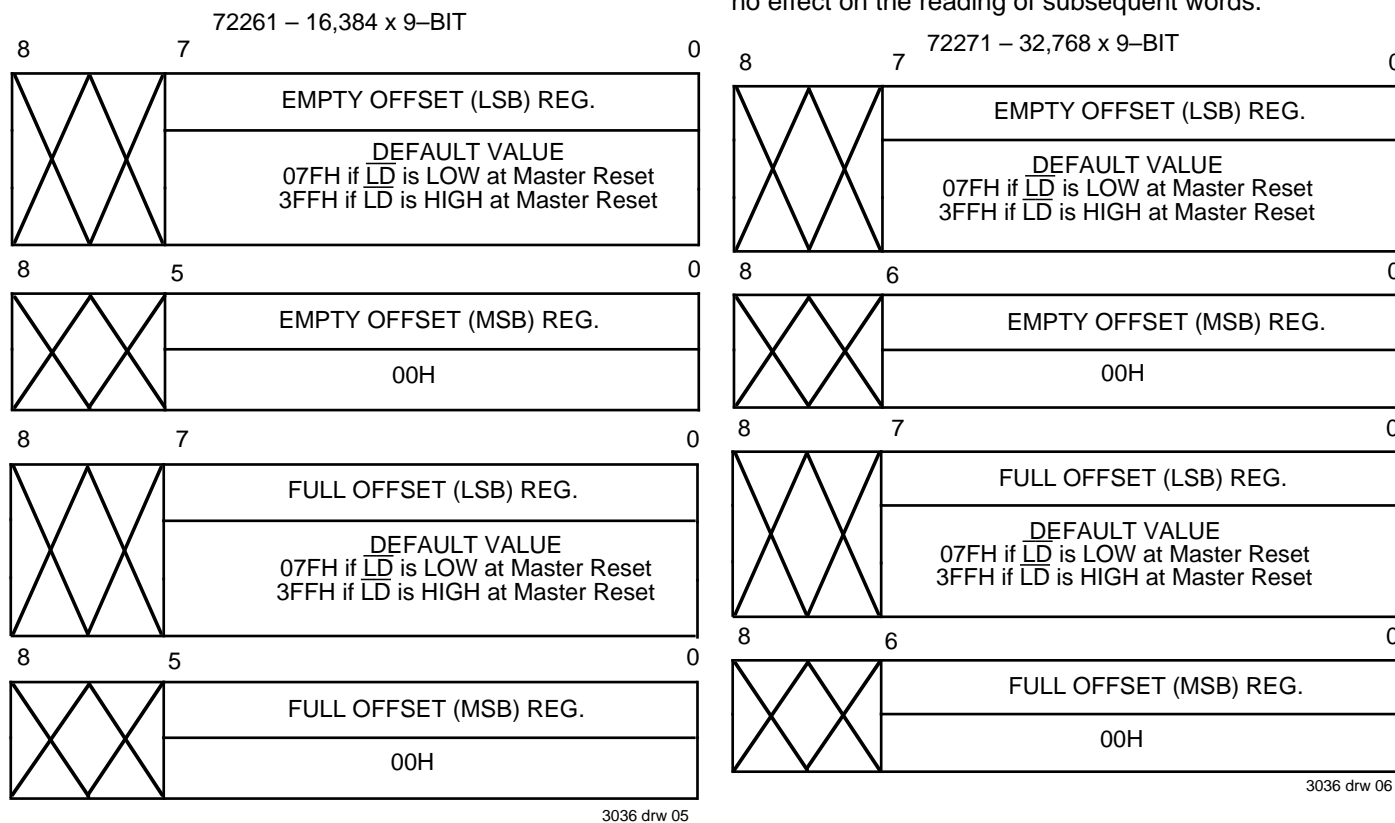 72261 – 16,384 x 9–BIT
8 7 0
EMPTY OFFSET (LSB) REG.
DEFAULT VALUE
07FH if LD is LOW at Master Reset
3FFH if LD is HIGH at Master Reset
8 5 0
EMPTY OFFSET (MSB) REG.
00H
8 7 0
FULL OFFSET (LSB) REG.
DEFAULT VALUE
07FH if LD is LOW at Master Reset
3FFH if LD is HIGH at Master Reset
8 5 0
FULL OFFSET (MSB) REG.
00H
3036 drw 05
no effect on the reading of subsequent words.
72271 – 32,768 x 9–BIT
8 7 0
EMPTY OFFSET (LSB) REG.
DEFAULT VALUE
07FH if LD is LOW at Master Reset
3FFH if LD is HIGH at Master Reset
8 6 0
EMPTY OFFSET (MSB) REG.
00H
8 7 0
FULL OFFSET (LSB) REG.
DEFAULT VALUE
07FH if LD is LOW at Master Reset
3FFH if LD is HIGH at Master Reset
8 6 0
FULL OFFSET (MSB) REG.
00H
3036 drw 06